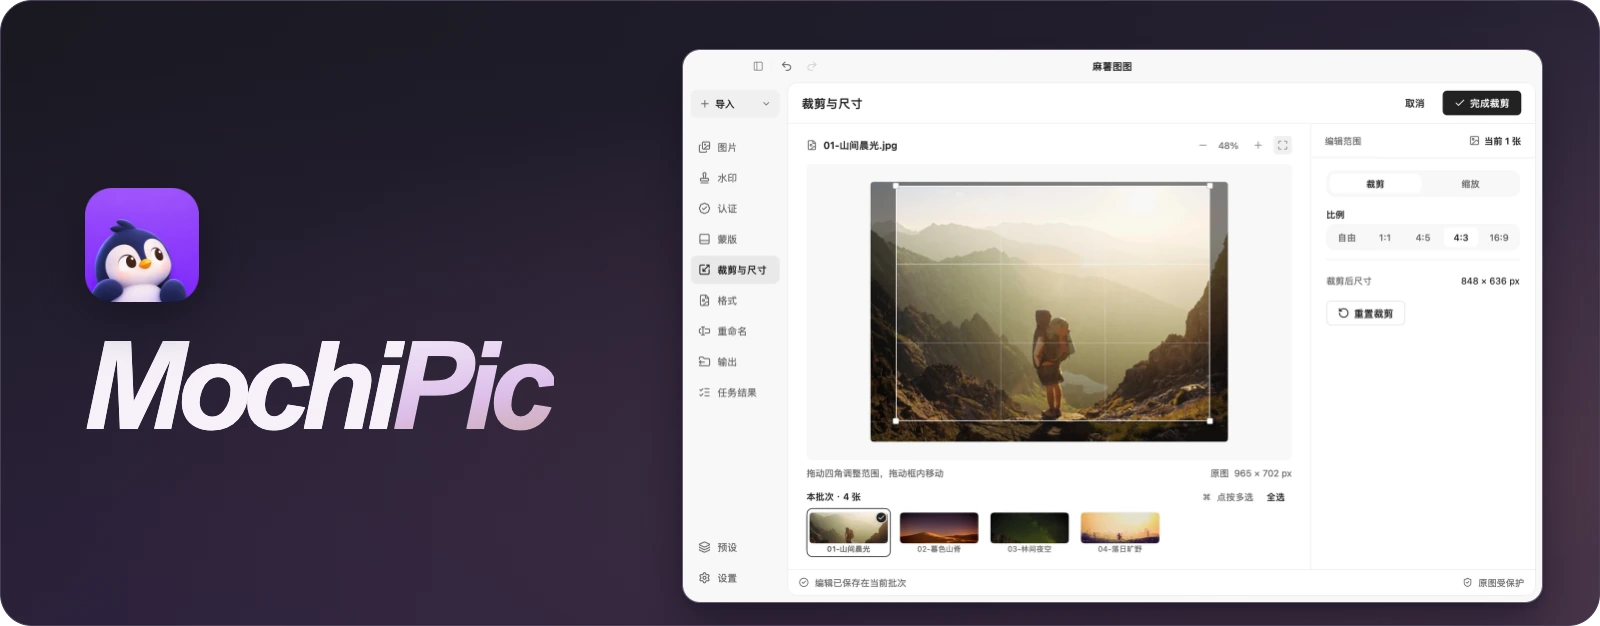 MochiPic
麻薯图图
导入
图片
水印
认证
蒙版
裁剪与尺寸
格式
重命名
输出
任务结果
预设
设置
裁剪与尺寸
取消
完成裁剪
01-山间晨光.jpg
48%
拖动四角调整范围，拖动框内移动
原图 965 × 702 px
本批次 · 4 张
⌘ 点按多选 全选
01-山间晨光
02-暮色山脊
03-林间夜空
04-落日旷野
编辑已保存在当前批次
原图受保护
编辑范围
当前 1 张
裁剪 缩放
比例
自由 1:1 4:5 4:3 16:9
裁剪后尺寸 848 × 636 px
重置裁剪